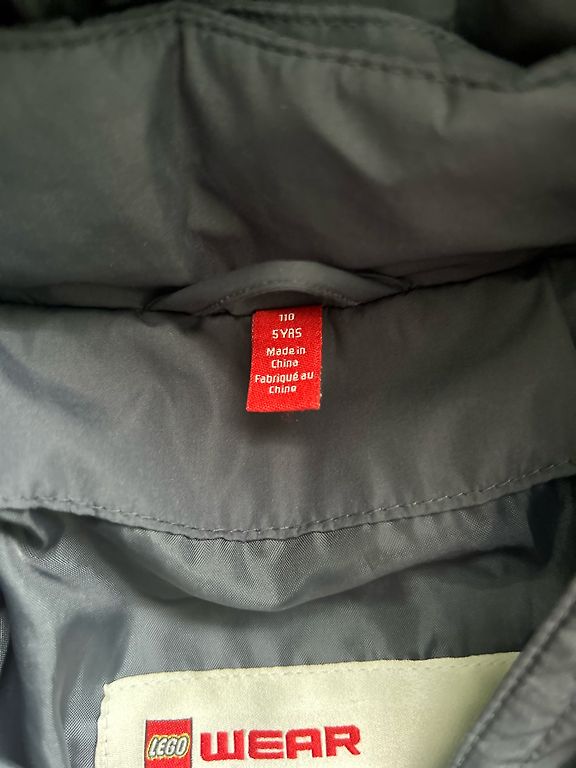 110
5YRS
Made in
China
Fabriqué au
Chine
LEGO WEAR